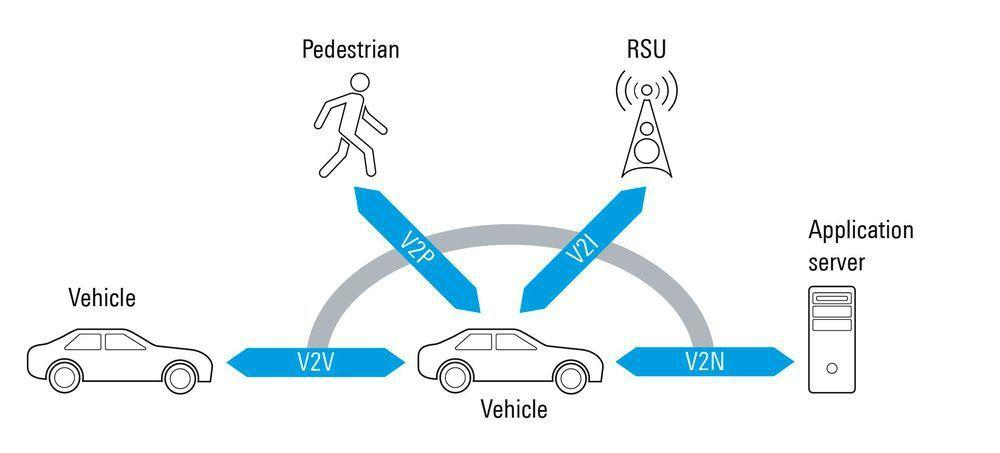 Pedestrian
RSU
V2P
V2I
Application
server
Vehicle
V2V
V2N
Vehicle